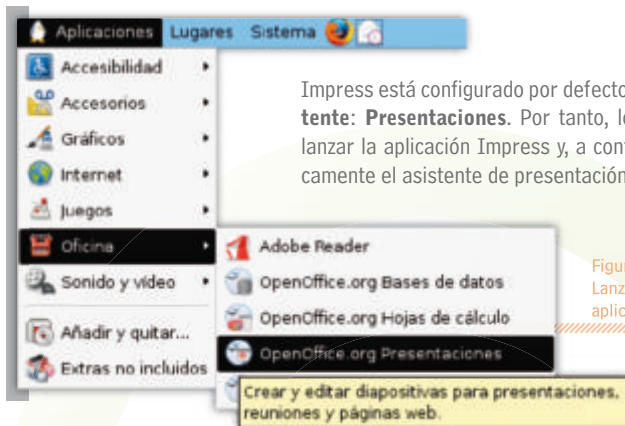 Aplicaciones Lugares Sistema
Accesibilidad
Accesorios
Gráficos
Internet
Juegos
Oficina
Sonido y vídeo
Añadir y quitar...
Extras no incluidos
Adobe Reader
OpenOffice.org Bases de datos
OpenOffice.org Hojas de cálculo
OpenOffice.org Presentaciones
Crear y editar diapositivas para presentaciones,
reuniones y páginas web.
Impress está configurado por defecto
tente: Presentaciones. Por tanto, l
lanzar la aplicación Impress y, a con
camente el asistente de presentación
Figur
Lanz
aplic